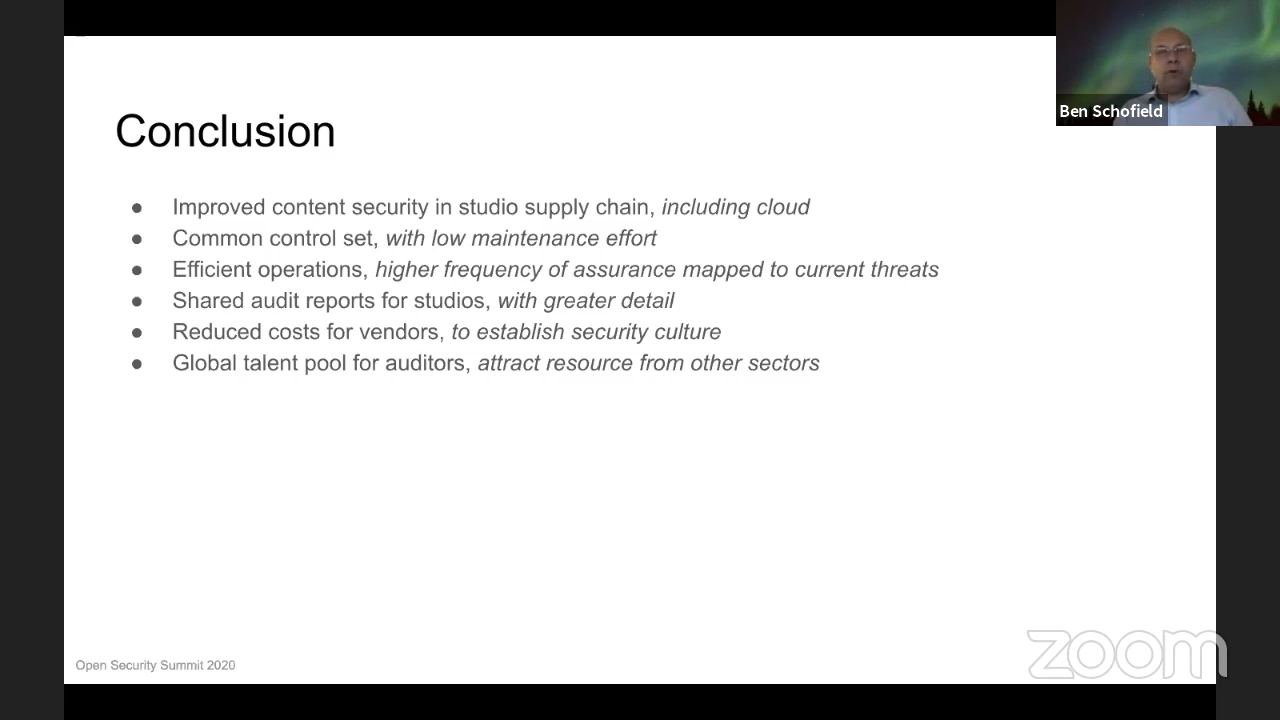 Conclusion
● Improved content security in studio supply chain, including cloud
● Common control set, with low maintenance effort
● Efficient operations, higher frequency of assurance mapped to current threats
● Shared audit reports for studios, with greater detail
● Reduced costs for vendors, to establish security culture
● Global talent pool for auditors, attract resource from other sectors
Open Security Summit 2020
Ben Schofield
zoom